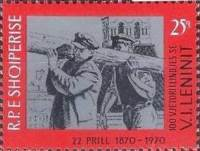 R.P.E SHQIPERISE
25q
100 VJETORI I LINDJES SE
V.I. LENINIT
22 PRILL 1870-1970